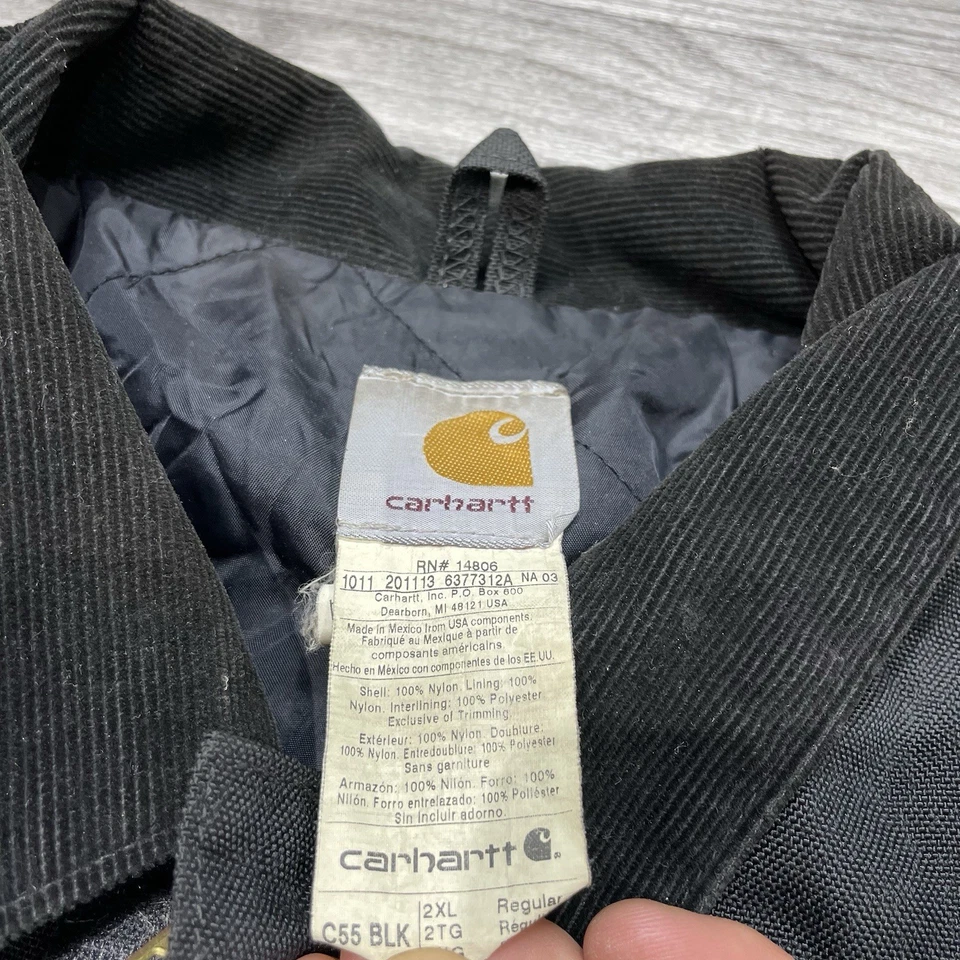 carhartt
RN# 14806
1011 201113 6377312A NA 03
Carhartt, Inc. P.O. Box 600
Dearborn, MI 48121 USA
Made in Mexico from USA components.
Fabriqué au Mexique à partir de
composants américains.
Hecho en México con componentes de los EE.UU.
Shell: 100% Nylon. Lining: 100%
Nylon. Interlining: 100% Polyester
Exclusive of Trimming.
Extérieur: 100% Nylon. Doublure:
100% Nylon. Entredoublure: 100% Polyester
Sans garniture
Armazón: 100% Nilón. Forro: 100%
Nilón. Forro entrelazado: 100% Poliéster
Sin incluir adorno.
carhartt
2XL Regular
C55 BLK 2TG